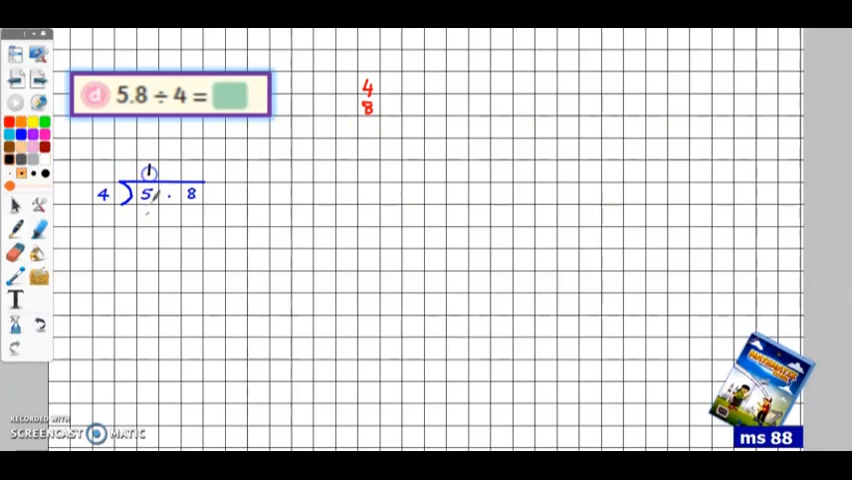 d 5.8 ÷ 4 =
4
8
1
4 ) 5 . 8
T
RECORDED WITH
SCREENCAST MATIC
ms 88